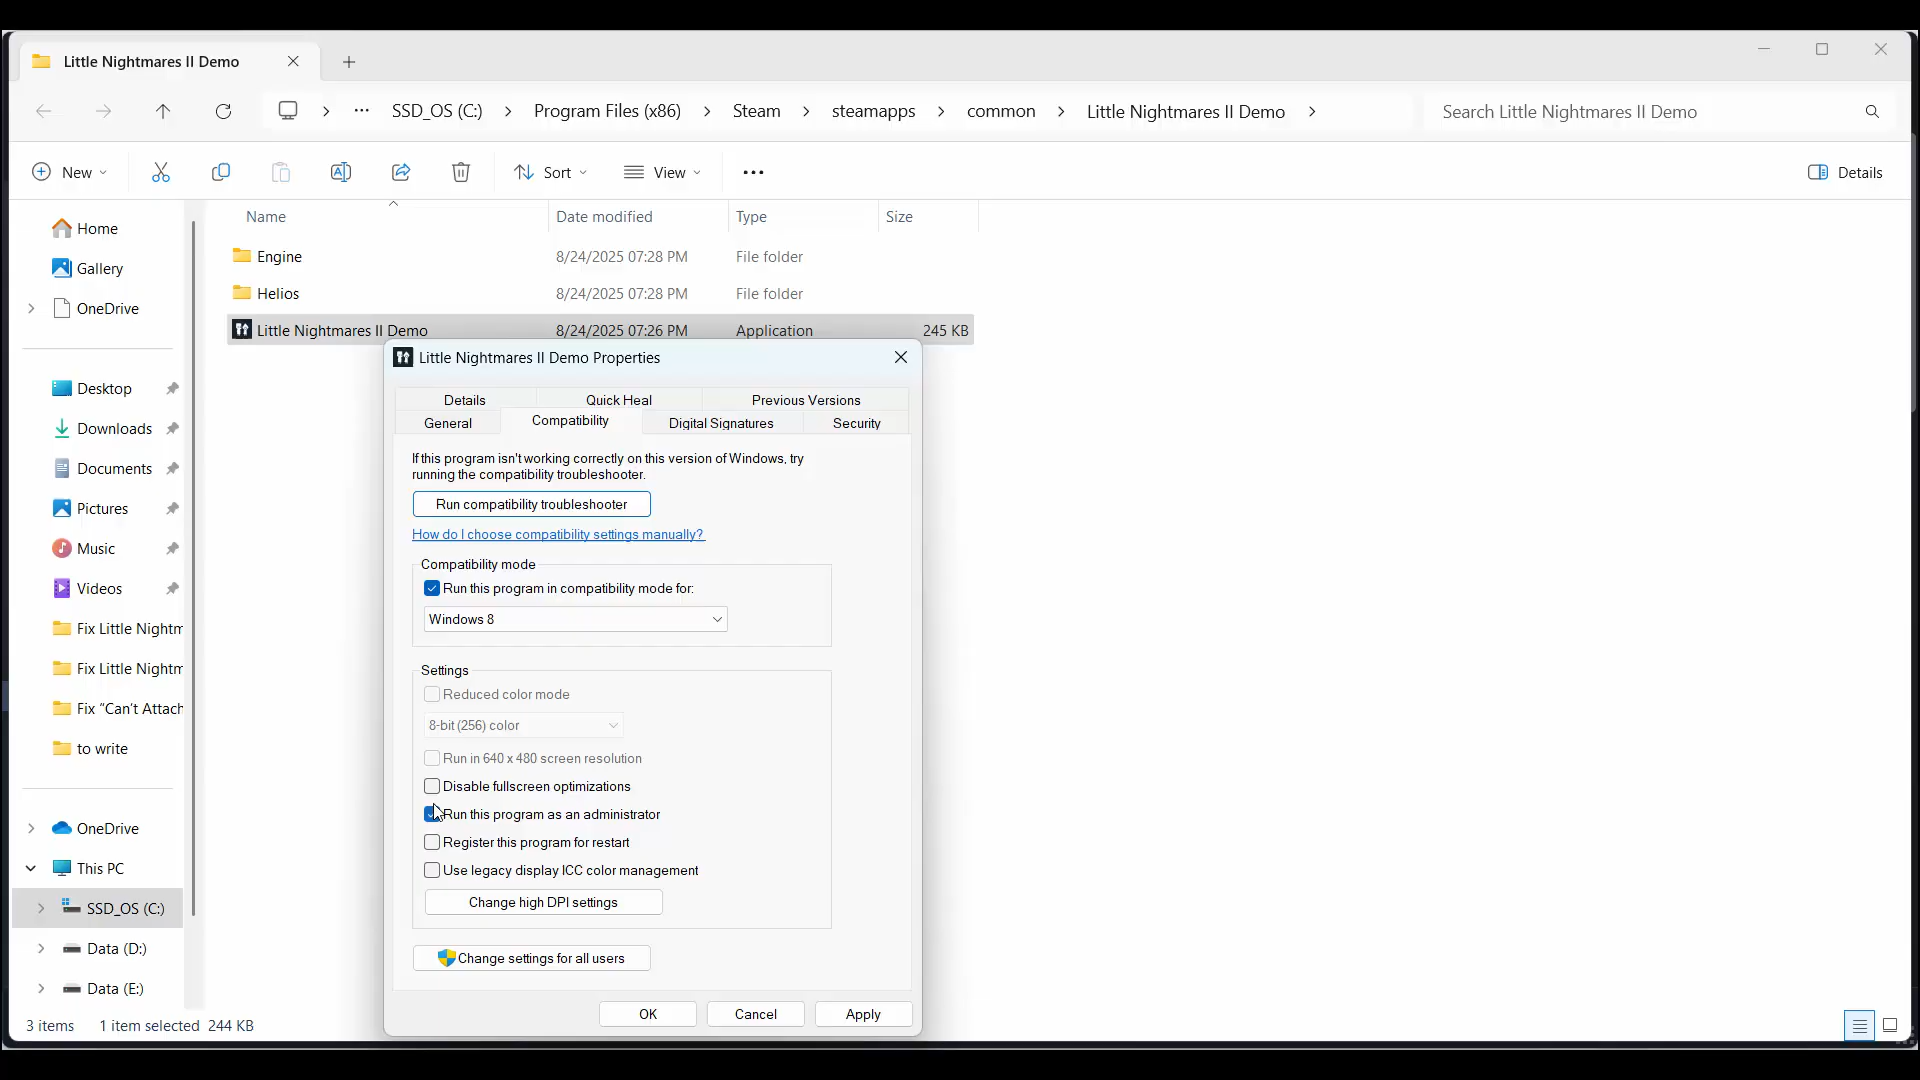 Little Nightmares II Demo
SSD_OS (C:) Program Files (x86) Steam steamapps common Little Nightmares II Demo Search Little Nightmares II Demo
New Sort View Details
Name Date modified Type Size
Home
Gallery
OneDrive
Desktop
Downloads
Documents
Pictures
Music
Videos
Fix Little Nightm
Fix Little Nightm
Fix “Can’t Attach
to write
OneDrive
This PC
SSD_OS (C:)
Data (D:)
Data (E:)
Engine 8/24/2025 07:28 PM File folder
Helios 8/24/2025 07:28 PM File folder
Little Nightmares II Demo 8/24/2025 07:26 PM Application 245 KB
Little Nightmares II Demo Properties
Details Quick Heal Previous Versions
General Compatibility Digital Signatures Security
If this program isn't working correctly on this version of Windows, try
running the compatibility troubleshooter.
Run compatibility troubleshooter
How do I choose compatibility settings manually?
Compatibility mode
Run this program in compatibility mode for:
Windows 8
Settings
Reduced color mode
8-bit (256) color
Run in 640 x 480 screen resolution
Disable fullscreen optimizations
Run this program as an administrator
Register this program for restart
Use legacy display ICC color management
Change high DPI settings
Change settings for all users
OK Cancel Apply
3 items 1 item selected 244 KB